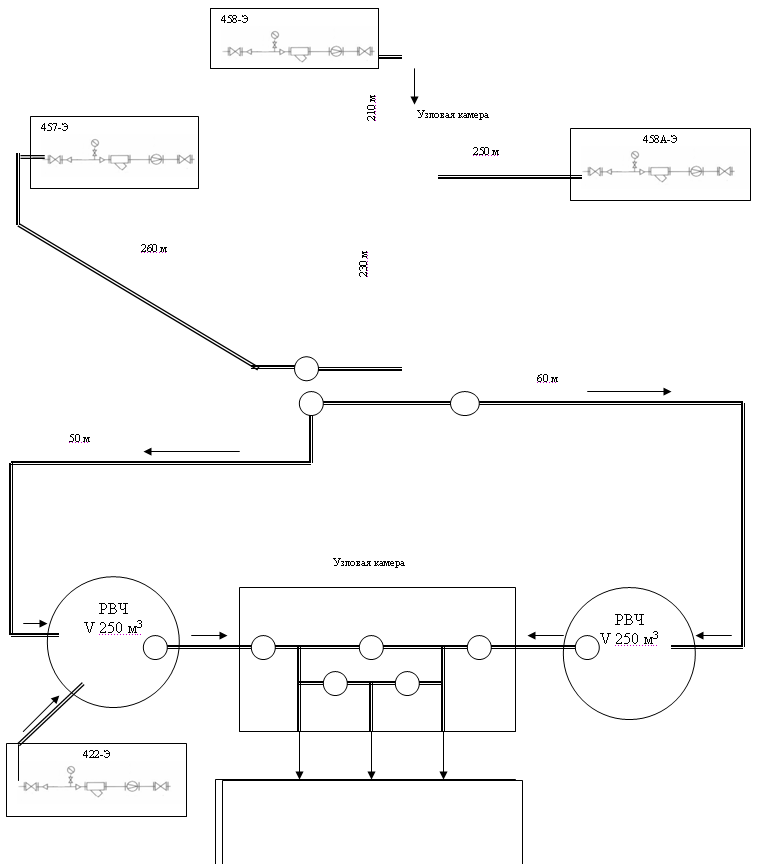 458-Э
210 м
Узловая камера
457-Э
458А-Э
250 м
260 м
230 м
60 м
50 м
Узловая камера
РВЧ
V 250 м³
РВЧ
V 250 м³
422-Э